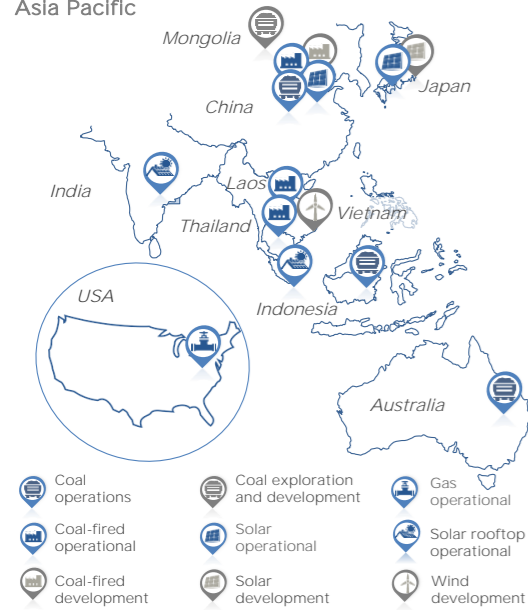 Asia Pacific
Mongolia
Japan
China
India
Laos
Thailand
Vietnam
USA
Indonesia
Australia
Coal
operations
Coal exploration
and development
Gas
operational
Coal-fired
operational
Solar
operational
Solar rooftop
operational
Coal-fired
development
Solar
development
Wind
development